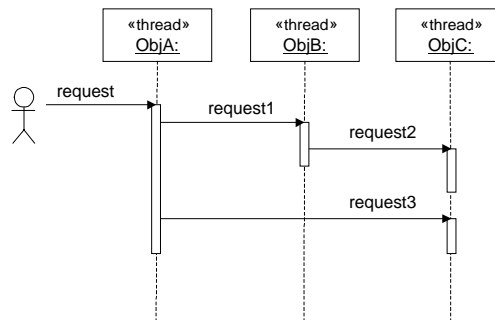 «thread»
ObjA:
«thread»
ObjB:
«thread»
ObjC:
request
request1
request2
request3